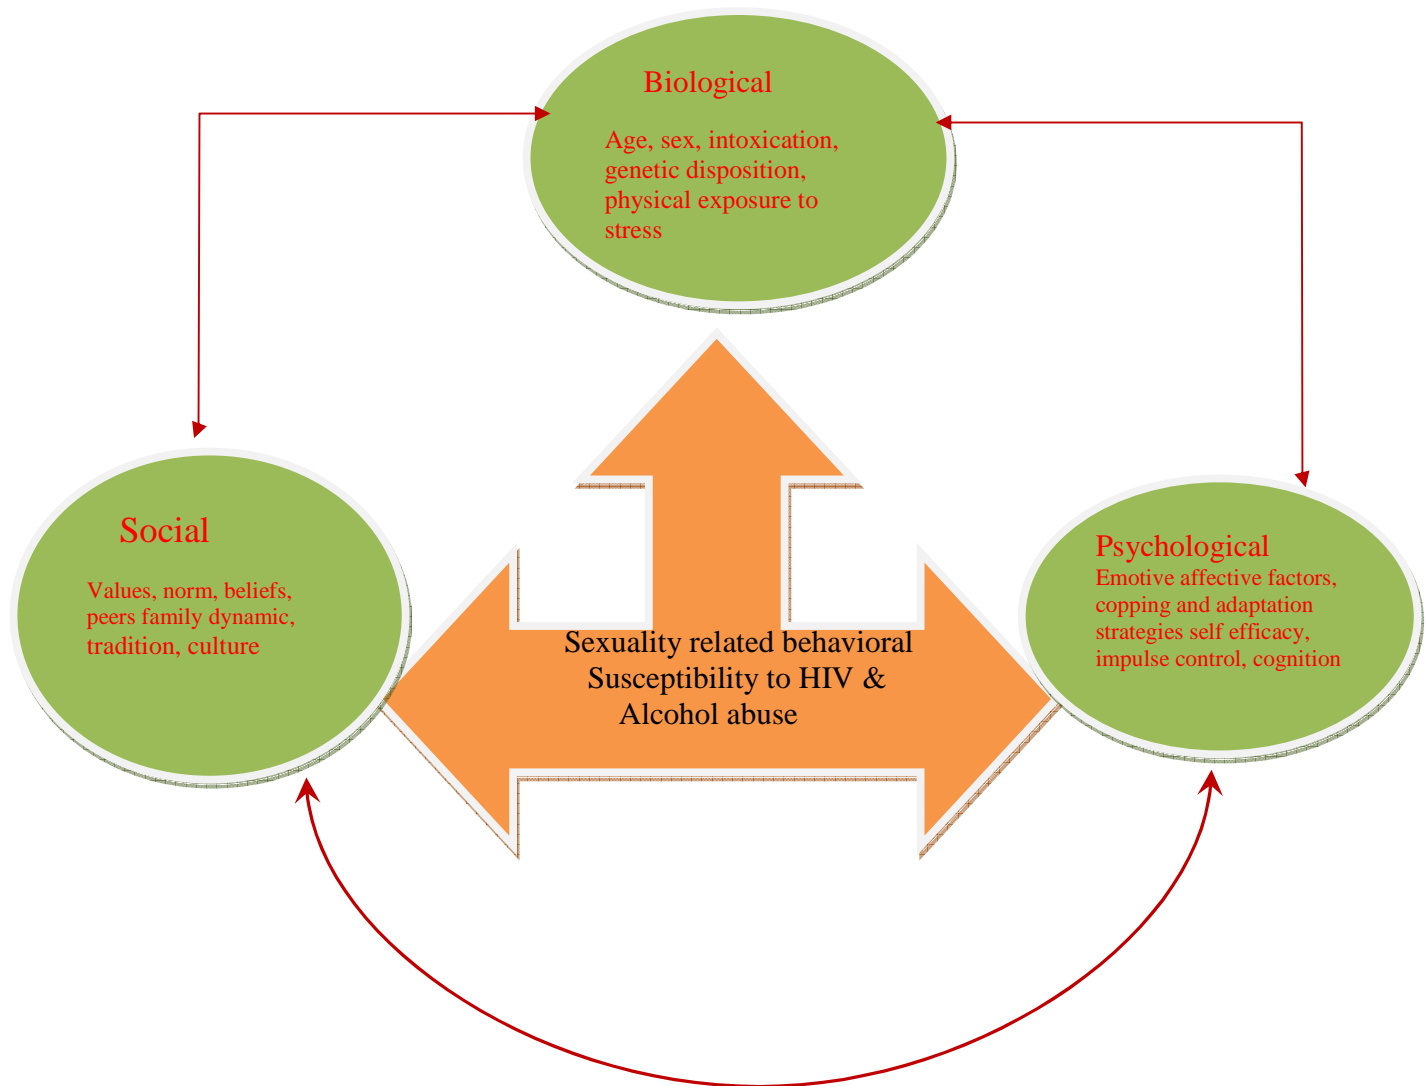 Biological
Age, sex, intoxication,
genetic disposition,
physical exposure to
stress
Social
Values, norm, beliefs,
peers family dynamic,
tradition, culture
Psychological
Emotive affective factors,
copping and adaptation
strategies self efficacy,
impulse control, cognition
Sexuality related behavioral
Susceptibility to HIV &
Alcohol abuse